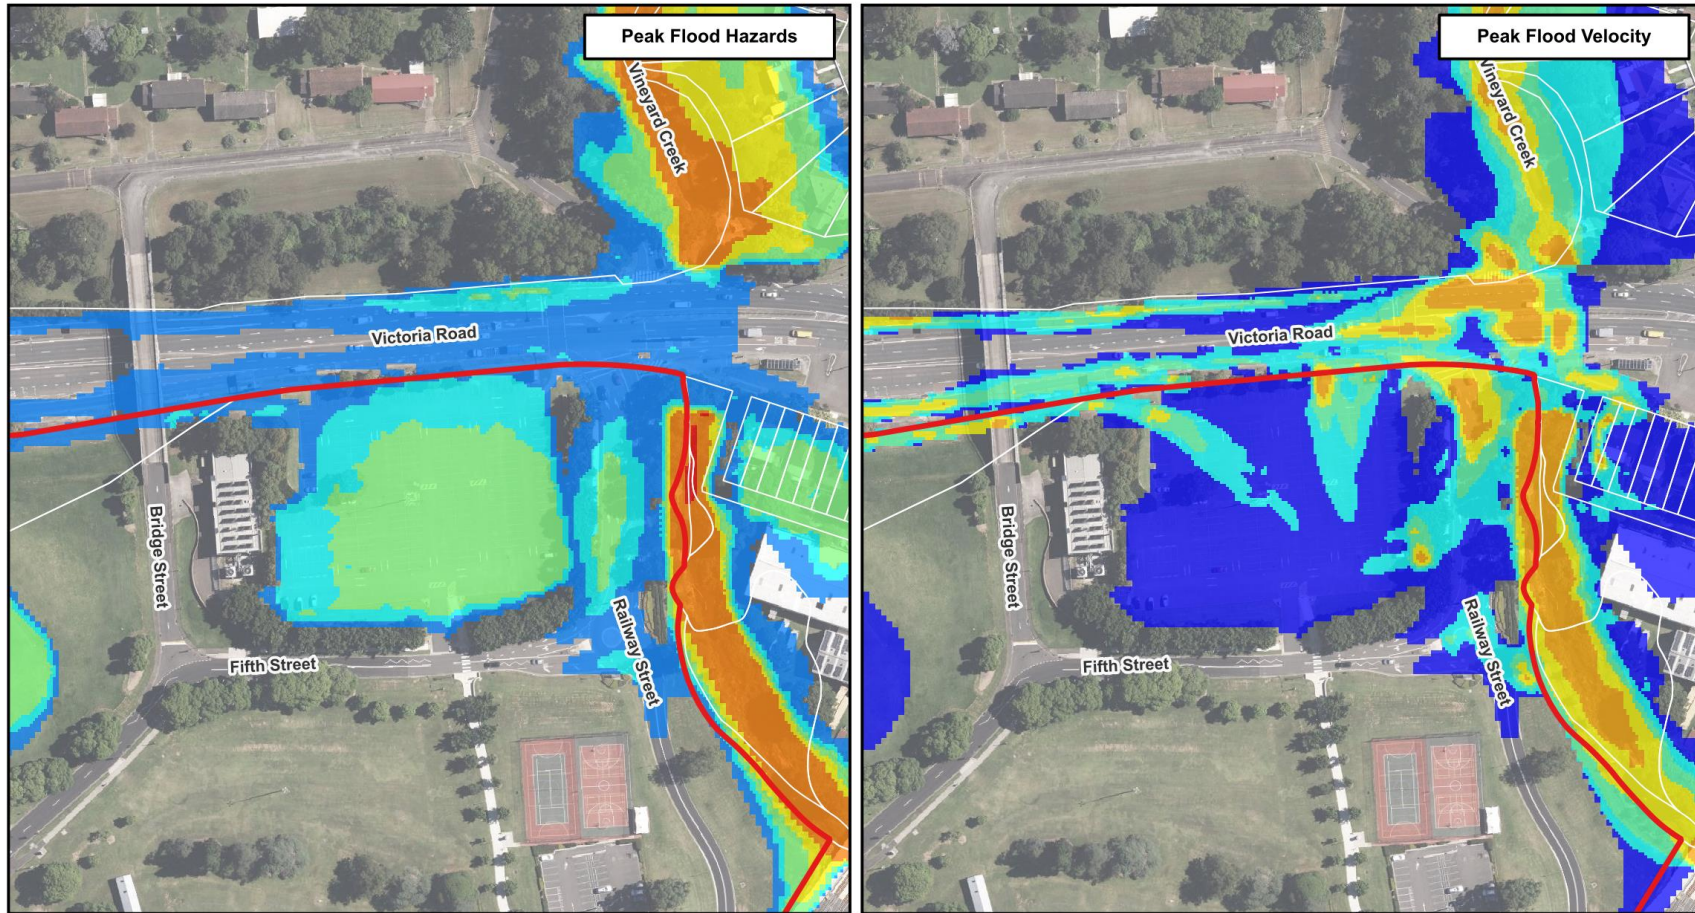 Peak Flood Hazards
Vineyard Creek
Victoria Road
Bridge Street
Railway Street
Fifth Street
Peak Flood Velocity
Vineyard Creek
Victoria Road
Bridge Street
Railway Street
Fifth Street